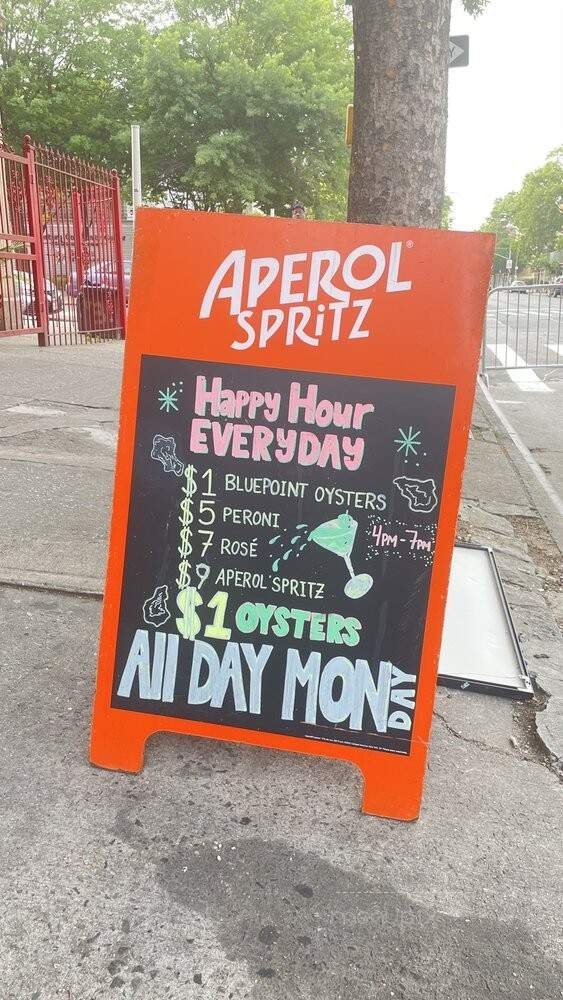 APEROL®
SPRiTZ
Happy Hour
EVERYDAY
$1 BLUEPOINT OYSTERS
$5 PERONI
$7 ROSÉ
4PM-7PM
$9 APEROL SPRITZ
$1 OYSTERS
All DAY MONDAY